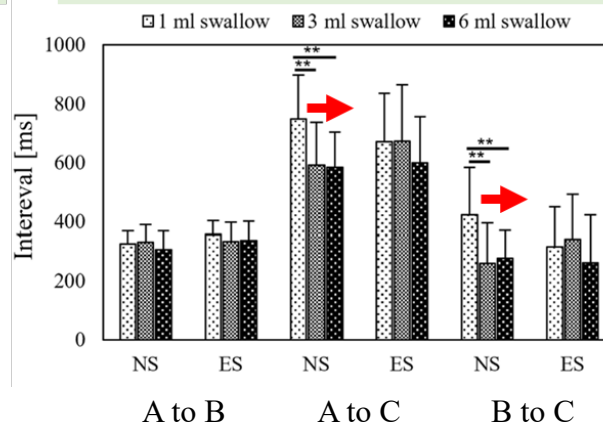 1 ml swallow 3 ml swallow 6 ml swallow
1000
800
600
400
200
0
Intereval [ms]
**
**
**
**
NS ES NS ES NS ES
A to B A to C B to C